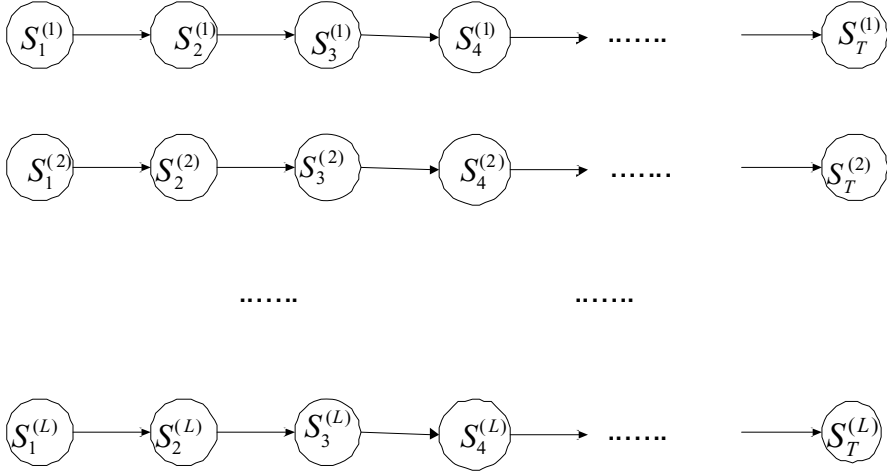 S_1^{(1)} S_2^{(1)} S_3^{(1)} S_4^{(1)} ....... S_T^{(1)}
S_1^{(2)} S_2^{(2)} S_3^{(2)} S_4^{(2)} ....... S_T^{(2)}
....... .......
S_1^{(L)} S_2^{(L)} S_3^{(L)} S_4^{(L)} ....... S_T^{(L)}